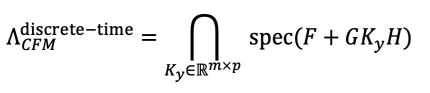 Λ_{CFM}^{discrete−time} = ⋂_{K_y∈ℝ^{m×p}} spec(F + GK_yH)